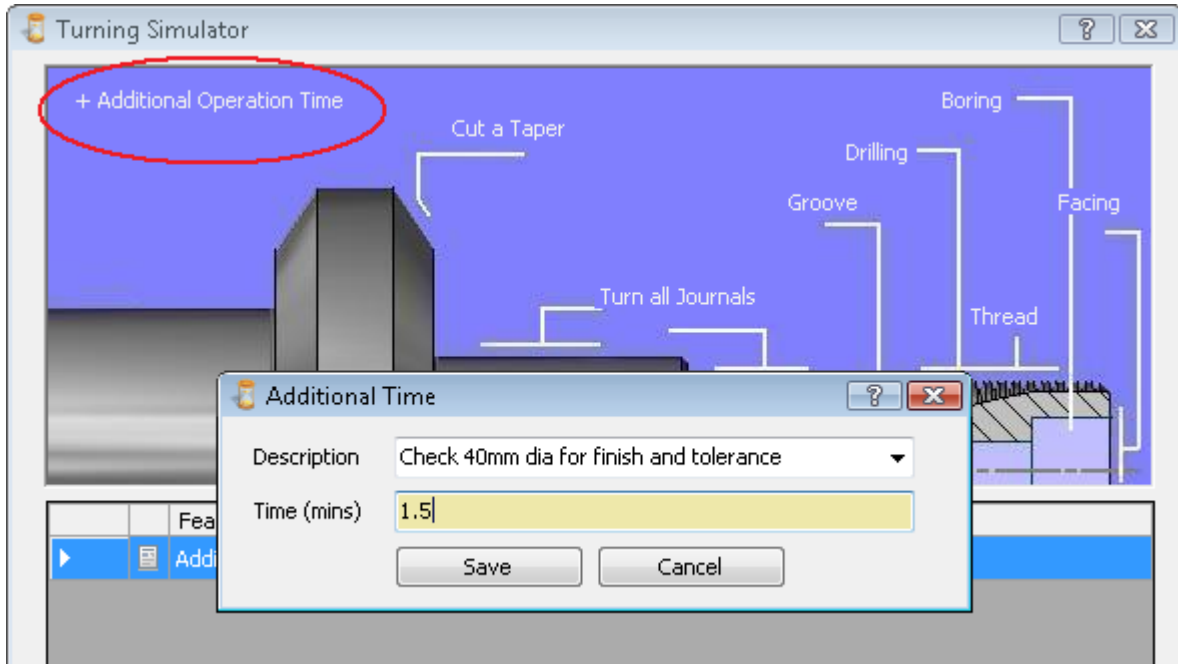 Turning Simulator
+ Additional Operation Time
Boring
Cut a Taper
Drilling
Groove
Facing
Turn all Journals
Thread
Additional Time
Description Check 40mm dia for finish and tolerance
Time (mins) 1.5
Fea
Addi
Save Cancel